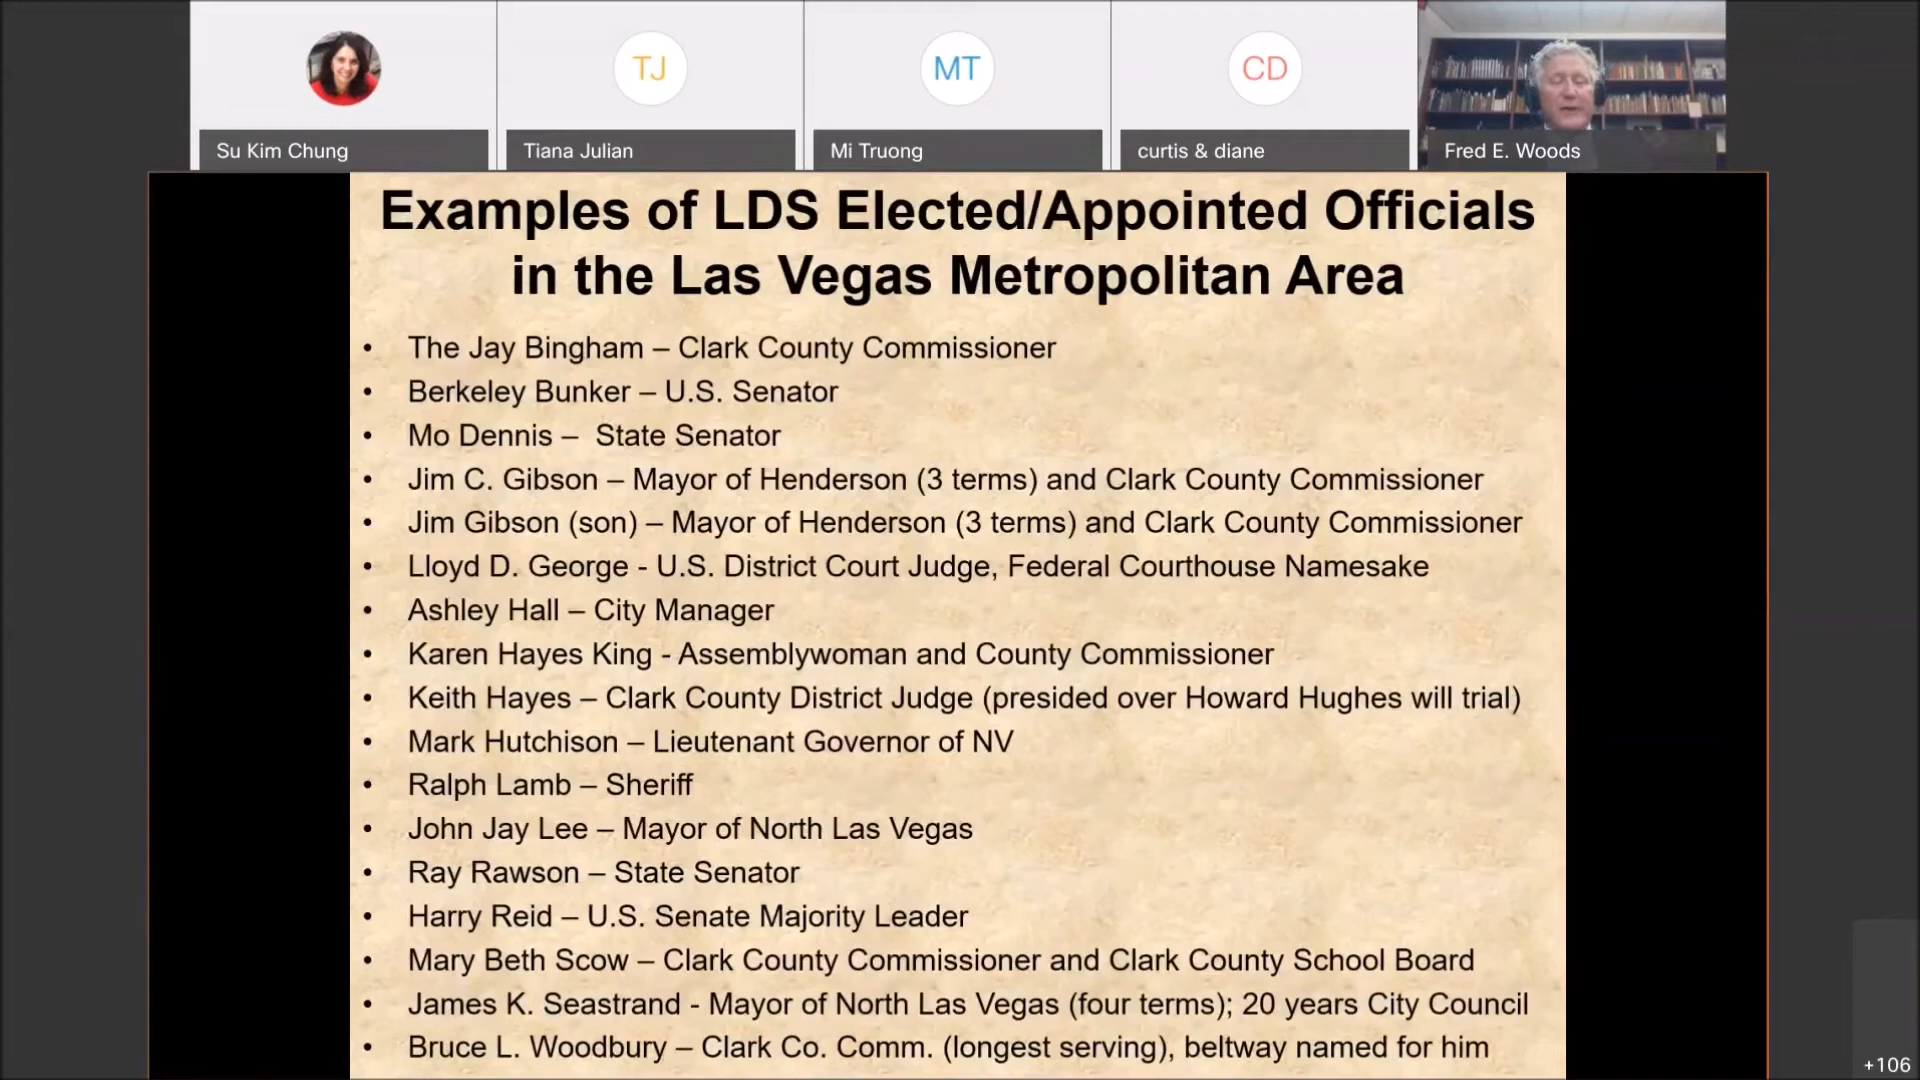 TJ
MT
CD
Su Kim Chung
Tiana Julian
Mi Truong
curtis & diane
Fred E. Woods
Examples of LDS Elected/Appointed Officials
in the Las Vegas Metropolitan Area
• The Jay Bingham – Clark County Commissioner
• Berkeley Bunker – U.S. Senator
• Mo Dennis – State Senator
• Jim C. Gibson – Mayor of Henderson (3 terms) and Clark County Commissioner
• Jim Gibson (son) – Mayor of Henderson (3 terms) and Clark County Commissioner
• Lloyd D. George - U.S. District Court Judge, Federal Courthouse Namesake
• Ashley Hall – City Manager
• Karen Hayes King - Assemblywoman and County Commissioner
• Keith Hayes – Clark County District Judge (presided over Howard Hughes will trial)
• Mark Hutchison – Lieutenant Governor of NV
• Ralph Lamb – Sheriff
• John Jay Lee – Mayor of North Las Vegas
• Ray Rawson – State Senator
• Harry Reid – U.S. Senate Majority Leader
• Mary Beth Scow – Clark County Commissioner and Clark County School Board
• James K. Seastrand - Mayor of North Las Vegas (four terms); 20 years City Council
• Bruce L. Woodbury – Clark Co. Comm. (longest serving), beltway named for him
+106